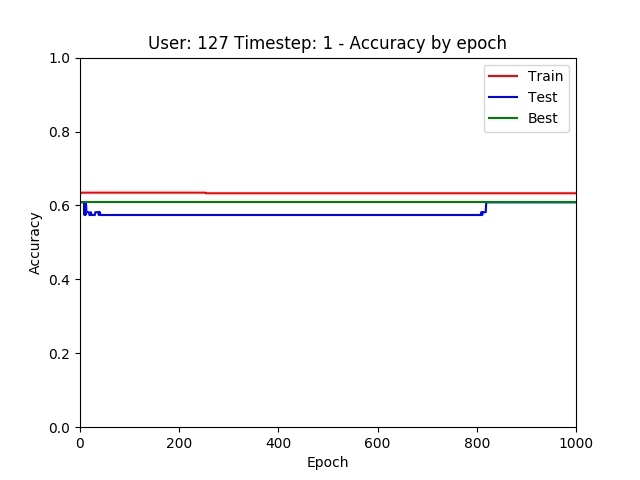 User: 127 Timestep: 1 - Accuracy by epoch
1.0
0.8
0.6
0.4
0.2
0.0
Accuracy
Train
Test
Best
0 200 400 600 800 1000
Epoch